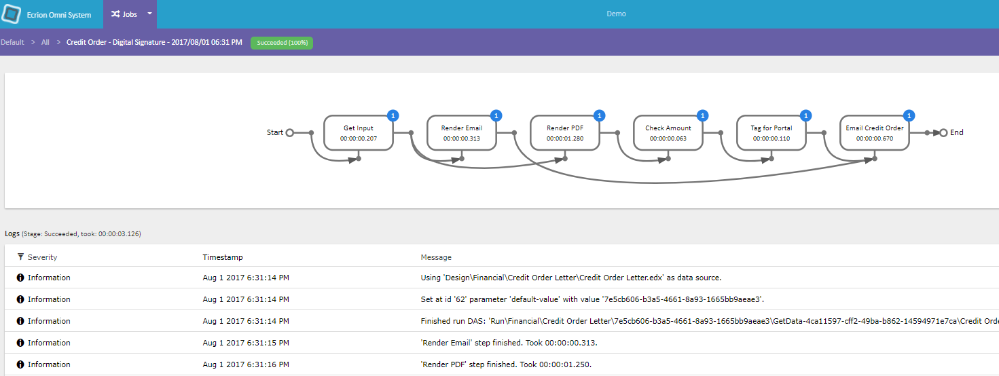 Ecrion Omni System Jobs Demo
Default > All > Credit Order - Digital Signature - 2017/08/01 06:31 PM Succeeded (100%)
1 1 1 1 1 1
Start Get Input Render Email Render PDF Check Amount Tag for Portal Email Credit Order End
00:00:00.207 00:00:00.313 00:00:01.280 00:00:00.063 00:00:00.110 00:00:00.670
Logs (Stage: Succeeded, took: 00:00:03.126)
Severity Timestamp Message
Information Aug 1 2017 6:31:14 PM Using 'Design\Financial\Credit Order Letter\Credit Order Letter.edx' as data source.
Information Aug 1 2017 6:31:14 PM Set at id '62' parameter 'default-value' with value '7e5cb606-b3a5-4661-8a93-1665bb9aeae3'.
Information Aug 1 2017 6:31:14 PM Finished run DAS: 'Run\Financial\Credit Order Letter\7e5cb606-b3a5-4661-8a93-1665bb9aeae3\GetData-4ca11597-cff2-49ba-b862-14594971e7ca\Credit Orde
Information Aug 1 2017 6:31:15 PM 'Render Email' step finished. Took 00:00:00.313.
Information Aug 1 2017 6:31:16 PM 'Render PDF' step finished. Took 00:00:01.250.